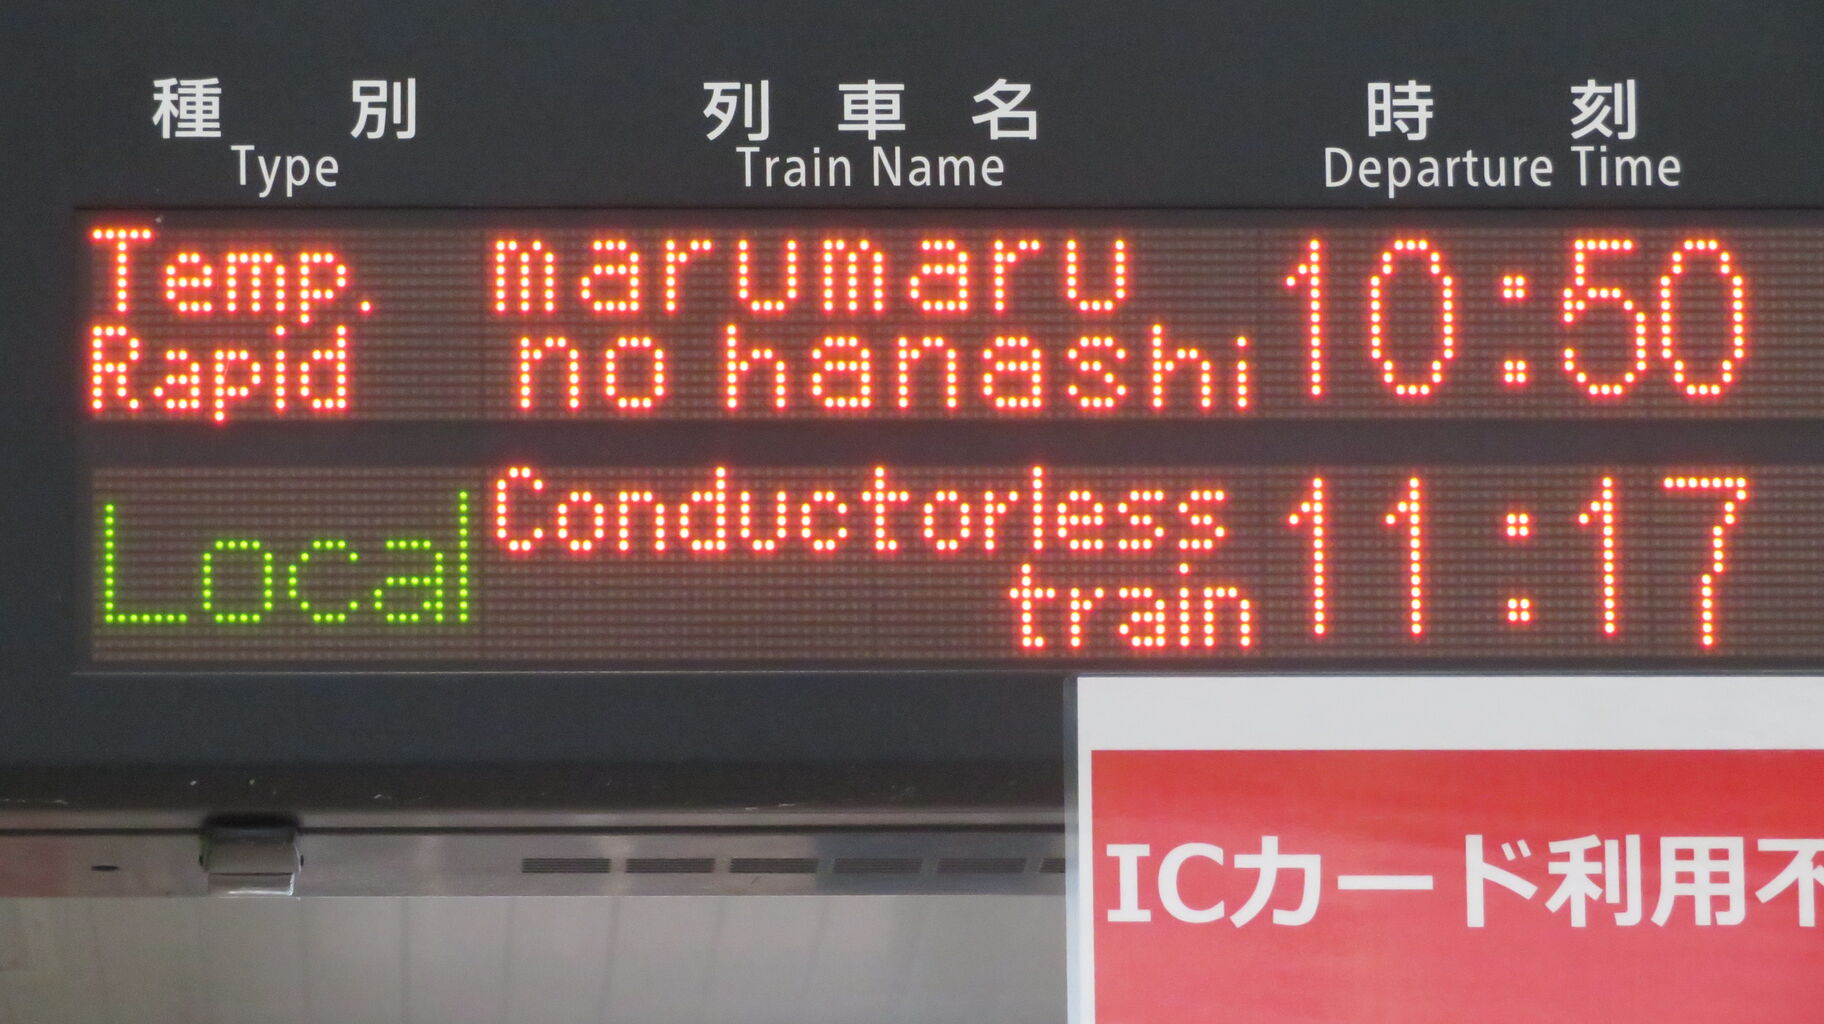 種別 列車名 時刻
Type Train Name Departure Time
Temp. marumaru 10:50
Rapid no hanashi
Local Conductorless 11:17
train
ICカード利用不